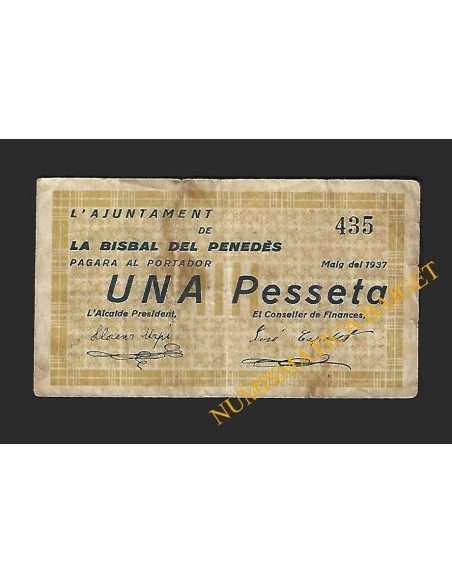 L'AJUNTAMENT
DE
435
LA BISBAL DEL PENEDÈS
PAGARA AL PORTADOR
Maig del 1937
UNA Pesseta
L'Alcalde President,
El Conseller de Finances,
José